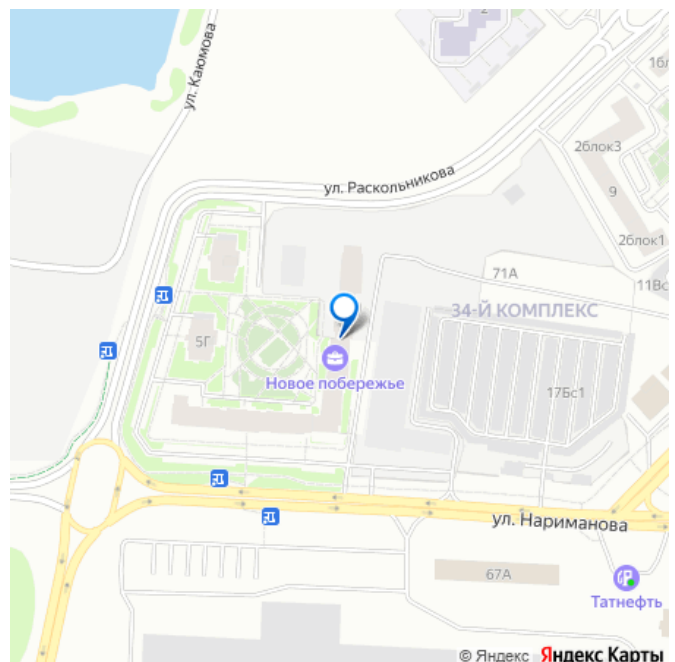 2
ул. Каюмова
16/
2блок3
ул. Раскольникова
9
2блок1
71А
11Вс
34-Й КОМПЛЕКС
5Г
Новое побережье
17Бс1
ул. Нариманова
67А
Татнефть
© Яндекс Яндекс Карты